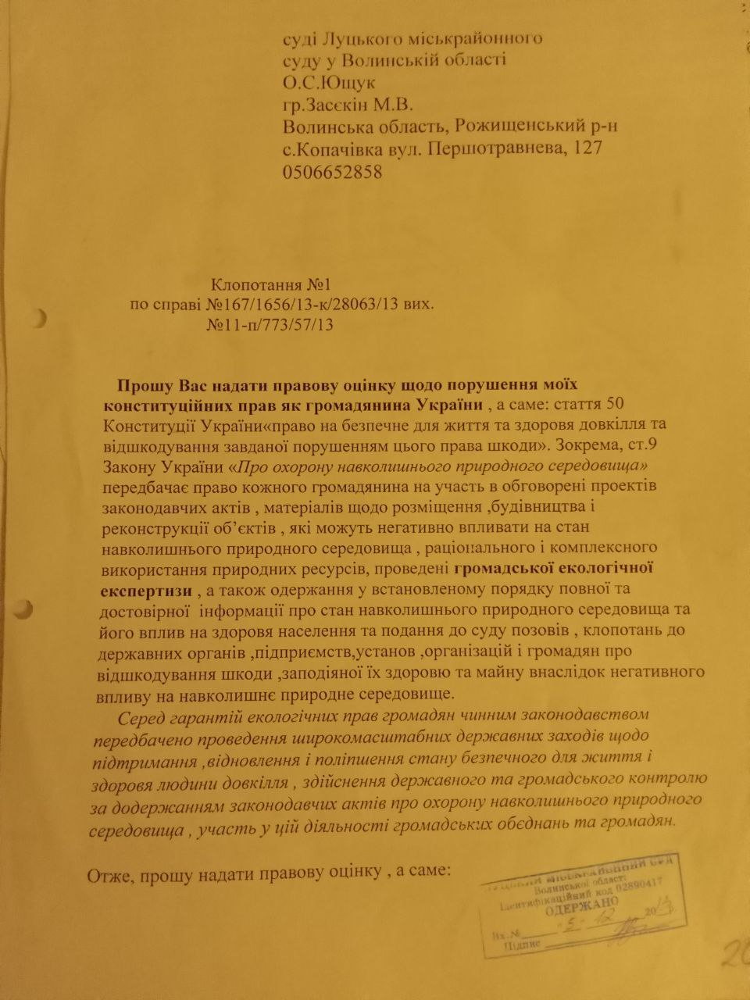 суді Луцького міськрайонного
суду у Волинській області
О.С.Ющук
гр.Засєкін М.В.
Волинська область, Рожищенський р-н
с.Копачівка вул. Першотравнева, 127
0506652858
Клопотання №1
по справі №167/1656/13-к/28063/13 вих.
№11-п/773/57/13
Прошу Вас надати правову оцінку щодо порушення моїх
конституційних прав як громадянина України , а саме: стаття 50
Конституції України«право на безпечне для життя та здоровя довкілля та
відшкодування завданої порушенням цього права шкоди». Зокрема, ст.9
Закону України «Про охорону навколишнього природного середовища»
передбачає право кожного громадянина на участь в обговорені проектів
законодавчих актів , матеріалів щодо розміщення ,будівництва і
реконструкції об’єктів , які можуть негативно впливати на стан
навколишнього природного середовища , раціонального і комплексного
використання природних ресурсів, проведені громадської екологічної
експертизи , а також одержання у встановленому порядку повної та
достовірної інформації про стан навколишнього природного середовища та
його вплив на здоровя населення та подання до суду позовів , клопотань до
державних органів ,підприємств,установ ,організацій і громадян про
відшкодування шкоди ,заподіяної їх здоровю та майну внаслідок негативного
впливу на навколишнє природне середовище.
Серед гарантій екологічних прав громадян чинним законодавством
передбачено проведення широкомасштабних державних заходів щодо
підтримання ,відновлення і поліпшення стану безпечного для життя і
здоровя людини довкілля , здійснення державного та громадського контролю
за додержанням законодавчих актів про охорону навколишнього природного
середовища , участь у цій діяльності громадських обєднань та громадян.
Отже, прошу надати правову оцінку , а саме:
МІСЬКРАЙОННИЙ СУД
Волинської області
Ідентифікаційний код 02890417
ОДЕРЖАНО
Вх.№ "5" 12 2013р.
Підпис